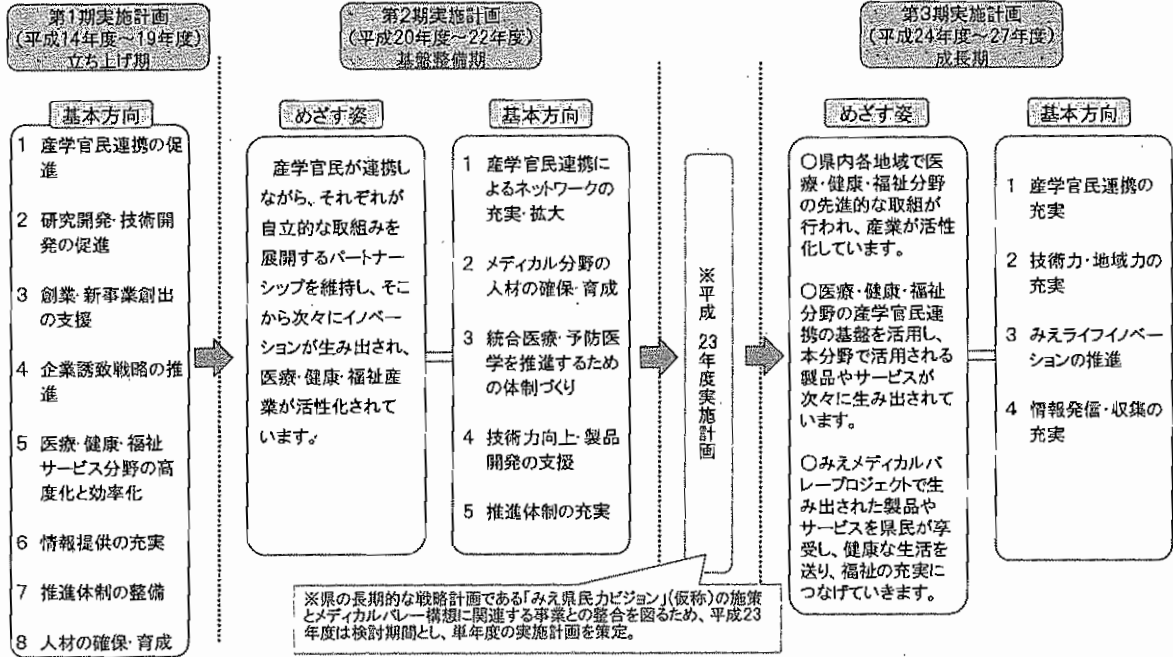 第1期実施計画
（平成14年度～19年度）
立ち上げ期
基本方向
1 産学官民連携の促
進
2 研究開発・技術開
発の促進
3 創業・新事業創出
の支援
4 企業誘致戦略の推
進
5 医療・健康・福祉
サービス分野の高
度化と効率化
6 情報提供の充実
7 推進体制の整備
8 人材の確保・育成
第2期実施計画
（平成20年度～22年度）
基盤整備期
めざす姿
産学官民が連携し
ながら、それぞれが
自立的な取組みを
展開するパートナー
シップを維持し、そこ
から次々にイノベー
ションが生み出され、
医療・健康・福祉産
業が活性化されて
います。
基本方向
1 産学官民連携に
よるネットワークの
充実・拡大
2 メディカル分野の
人材の確保・育成
3 統合医療・予防医
学を推進するため
の体制づくり
4 技術力向上・製品
開発の支援
5 推進体制の充実
※平成23年度実施計画
※県の長期的な戦略計画である「みえ県民力ビジョン」(仮称)の施策
とメディカルバレー構想に関連する事業との整合を図るため、平成23
年度は検討期間とし、単年度の実施計画を策定。
第3期実施計画
（平成24年度～27年度）
成長期
めざす姿
○県内各地域で医
療・健康・福祉分野
の先進的な取組が
行われ、産業が活性
化しています。
○医療・健康・福祉
分野の産学官民連
携の基盤を活用し、
本分野で活用される
製品やサービスが
次々に生み出されて
います。
○みえメディカルバ
レープロジェクトで生
み出された製品や
サービスを県民が享
受し、健康な生活を
送り、福祉の充実に
つなげていきます。
基本方向
1 産学官民連携の
充実
2 技術力・地域力の
充実
3 みえライフイノベー
ションの推進
4 情報発信・収集の
充実